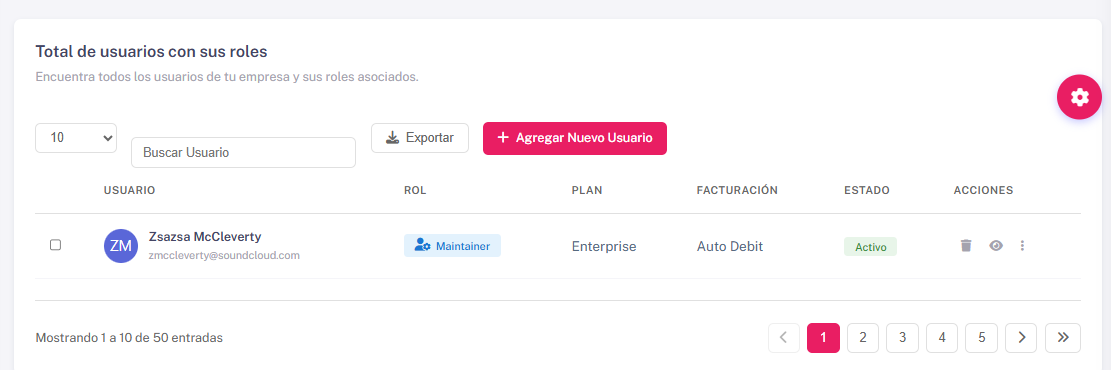 Total de usuarios con sus roles
Encuentra todos los usuarios de tu empresa y sus roles asociados.
10 Buscar Usuario Exportar + Agregar Nuevo Usuario
USUARIO ROL PLAN FACTURACIÓN ESTADO ACCIONES
ZM Zsazsa McCleverty Maintainer Enterprise Auto Debit Activo
zmccleverty@soundcloud.com
Mostrando 1 a 10 de 50 entradas 1 2 3 4 5